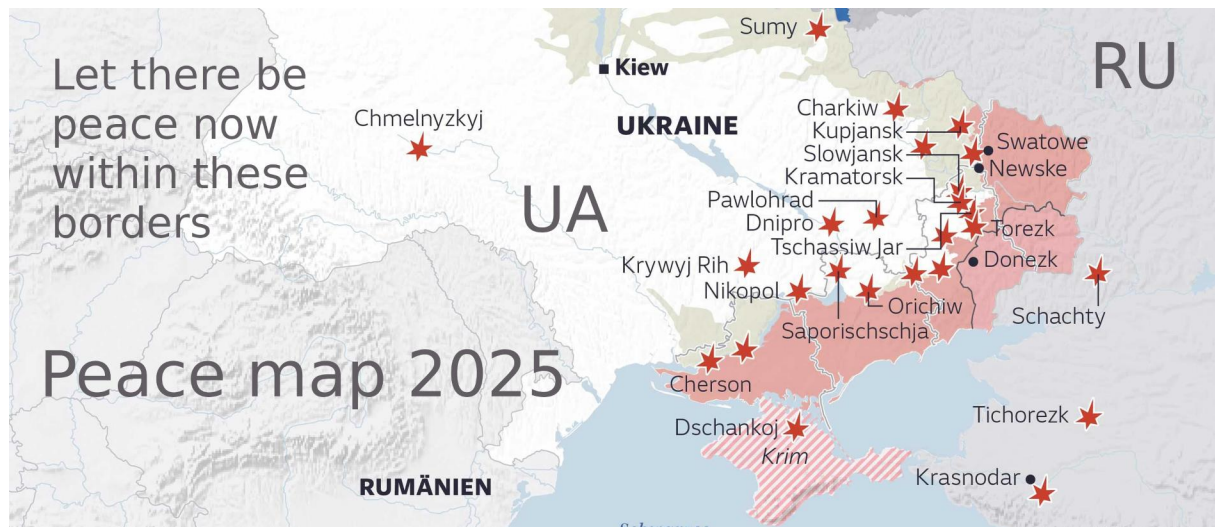 Let there be
peace now
within these
borders
Peace map 2025
UA
RU
Sumy
Kiew
UKRAINE
Chmelnyzkyj
Charkiw
Kupjansk
Slowjansk
Kramatorsk
Swatowe
Newske
Pawlohrad
Dnipro
Tschassiw Jar
Torezk
Donezk
Krywyj Rih
Nikopol
Orichiw
Saporischschja
Schachty
Cherson
Dschankoj
Krim
Tichorezk
Krasnodar
RUMÄNIEN